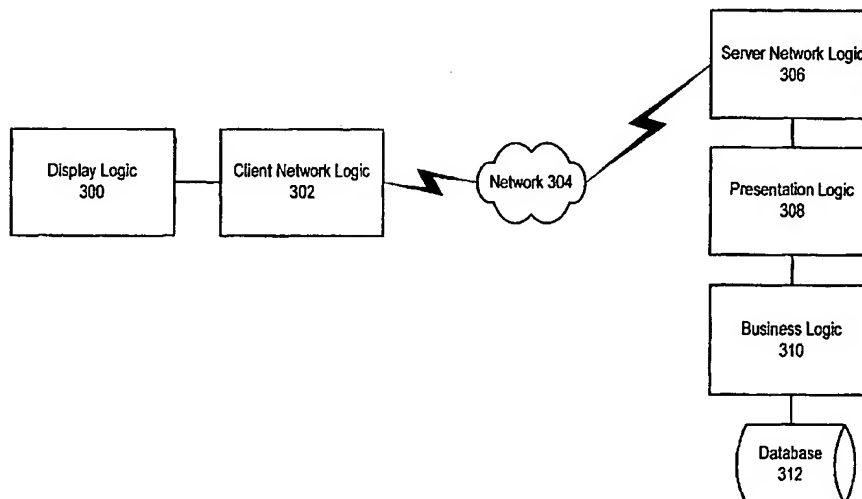 Server Network Logic
306
Display Logic
300
Client Network Logic
302
Network 304
Presentation Logic
308
Business Logic
310
Database
312